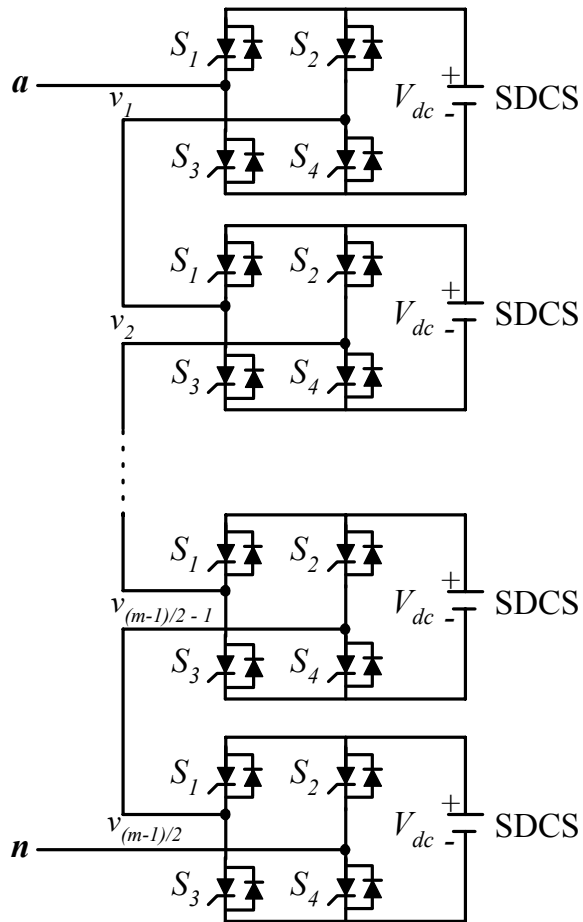 S1 S2
a
v1
Vdc + - SDCS
S3 S4
S1 S2
v2
Vdc + - SDCS
S3 S4
S1 S2
v(m-1)/2 - 1
Vdc + - SDCS
S3 S4
S1 S2
v(m-1)/2
Vdc + - SDCS
n
S3 S4